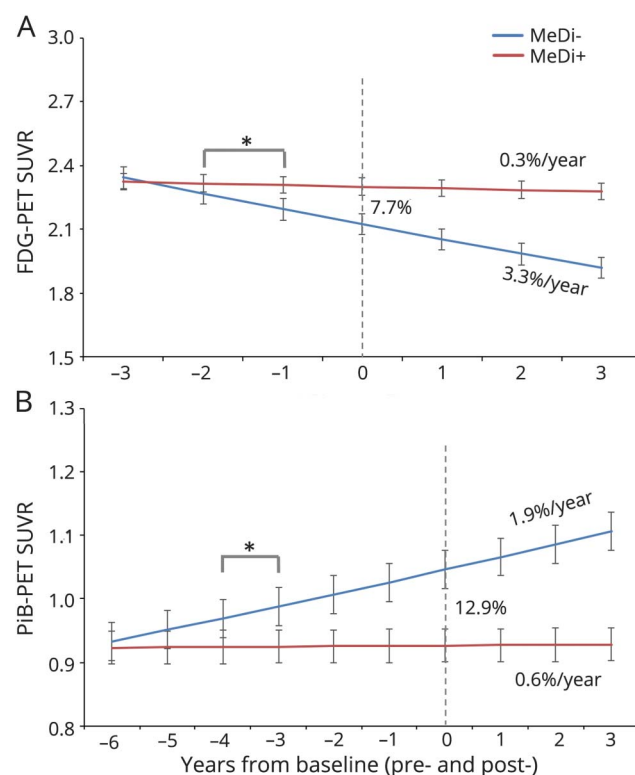 A
3.0
MeDi-
MeDi+
2.7
*
0.3%/year
2.4
7.7%
2.1
3.3%/year
1.8
1.5
FDG-PET SUVR
−3 −2 −1 0 1 2 3
B
1.3
1.2
1.9%/year
*
1.1
1.0
12.9%
0.9
0.6%/year
0.8
PiB-PET SUVR
−6 −5 −4 −3 −2 −1 0 1 2 3
Years from baseline (pre- and post-)